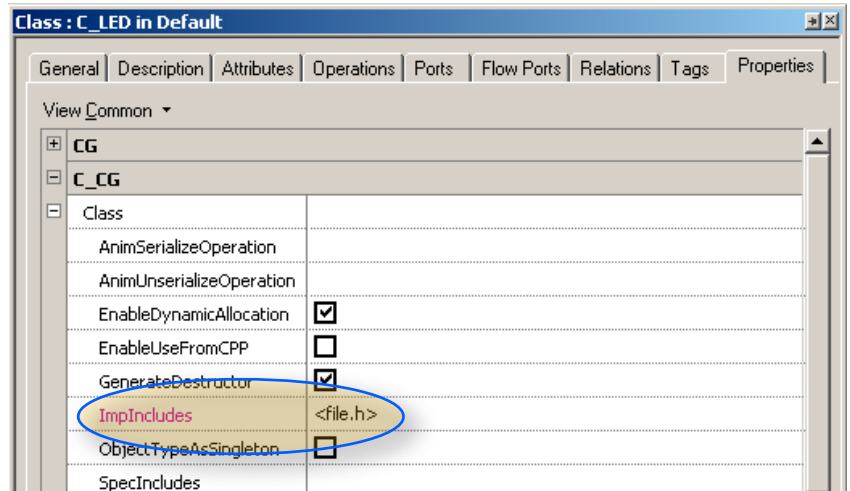 Class : C_LED in Default
General Description Attributes Operations Ports Flow Ports Relations Tags Properties
View Common
CG
C_CG
Class
AnimSerializeOperation
AnimUnserializeOperation
EnableDynamicAllocation
EnableUseFromCPP
GenerateDestructor
ImpIncludes <file.h>
ObjectTypeAsSingleton
SpecIncludes